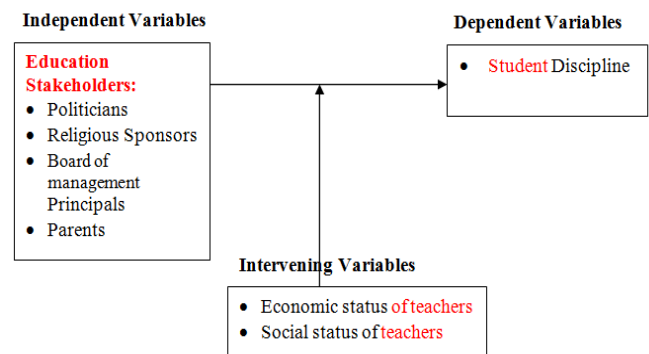 Independent Variables
Education
Stakeholders:
• Politicians
• Religious Sponsors
• Board of
management
Principals
• Parents
Dependent Variables
• Student Discipline
Intervening Variables
• Economic status of teachers
• Social status of teachers